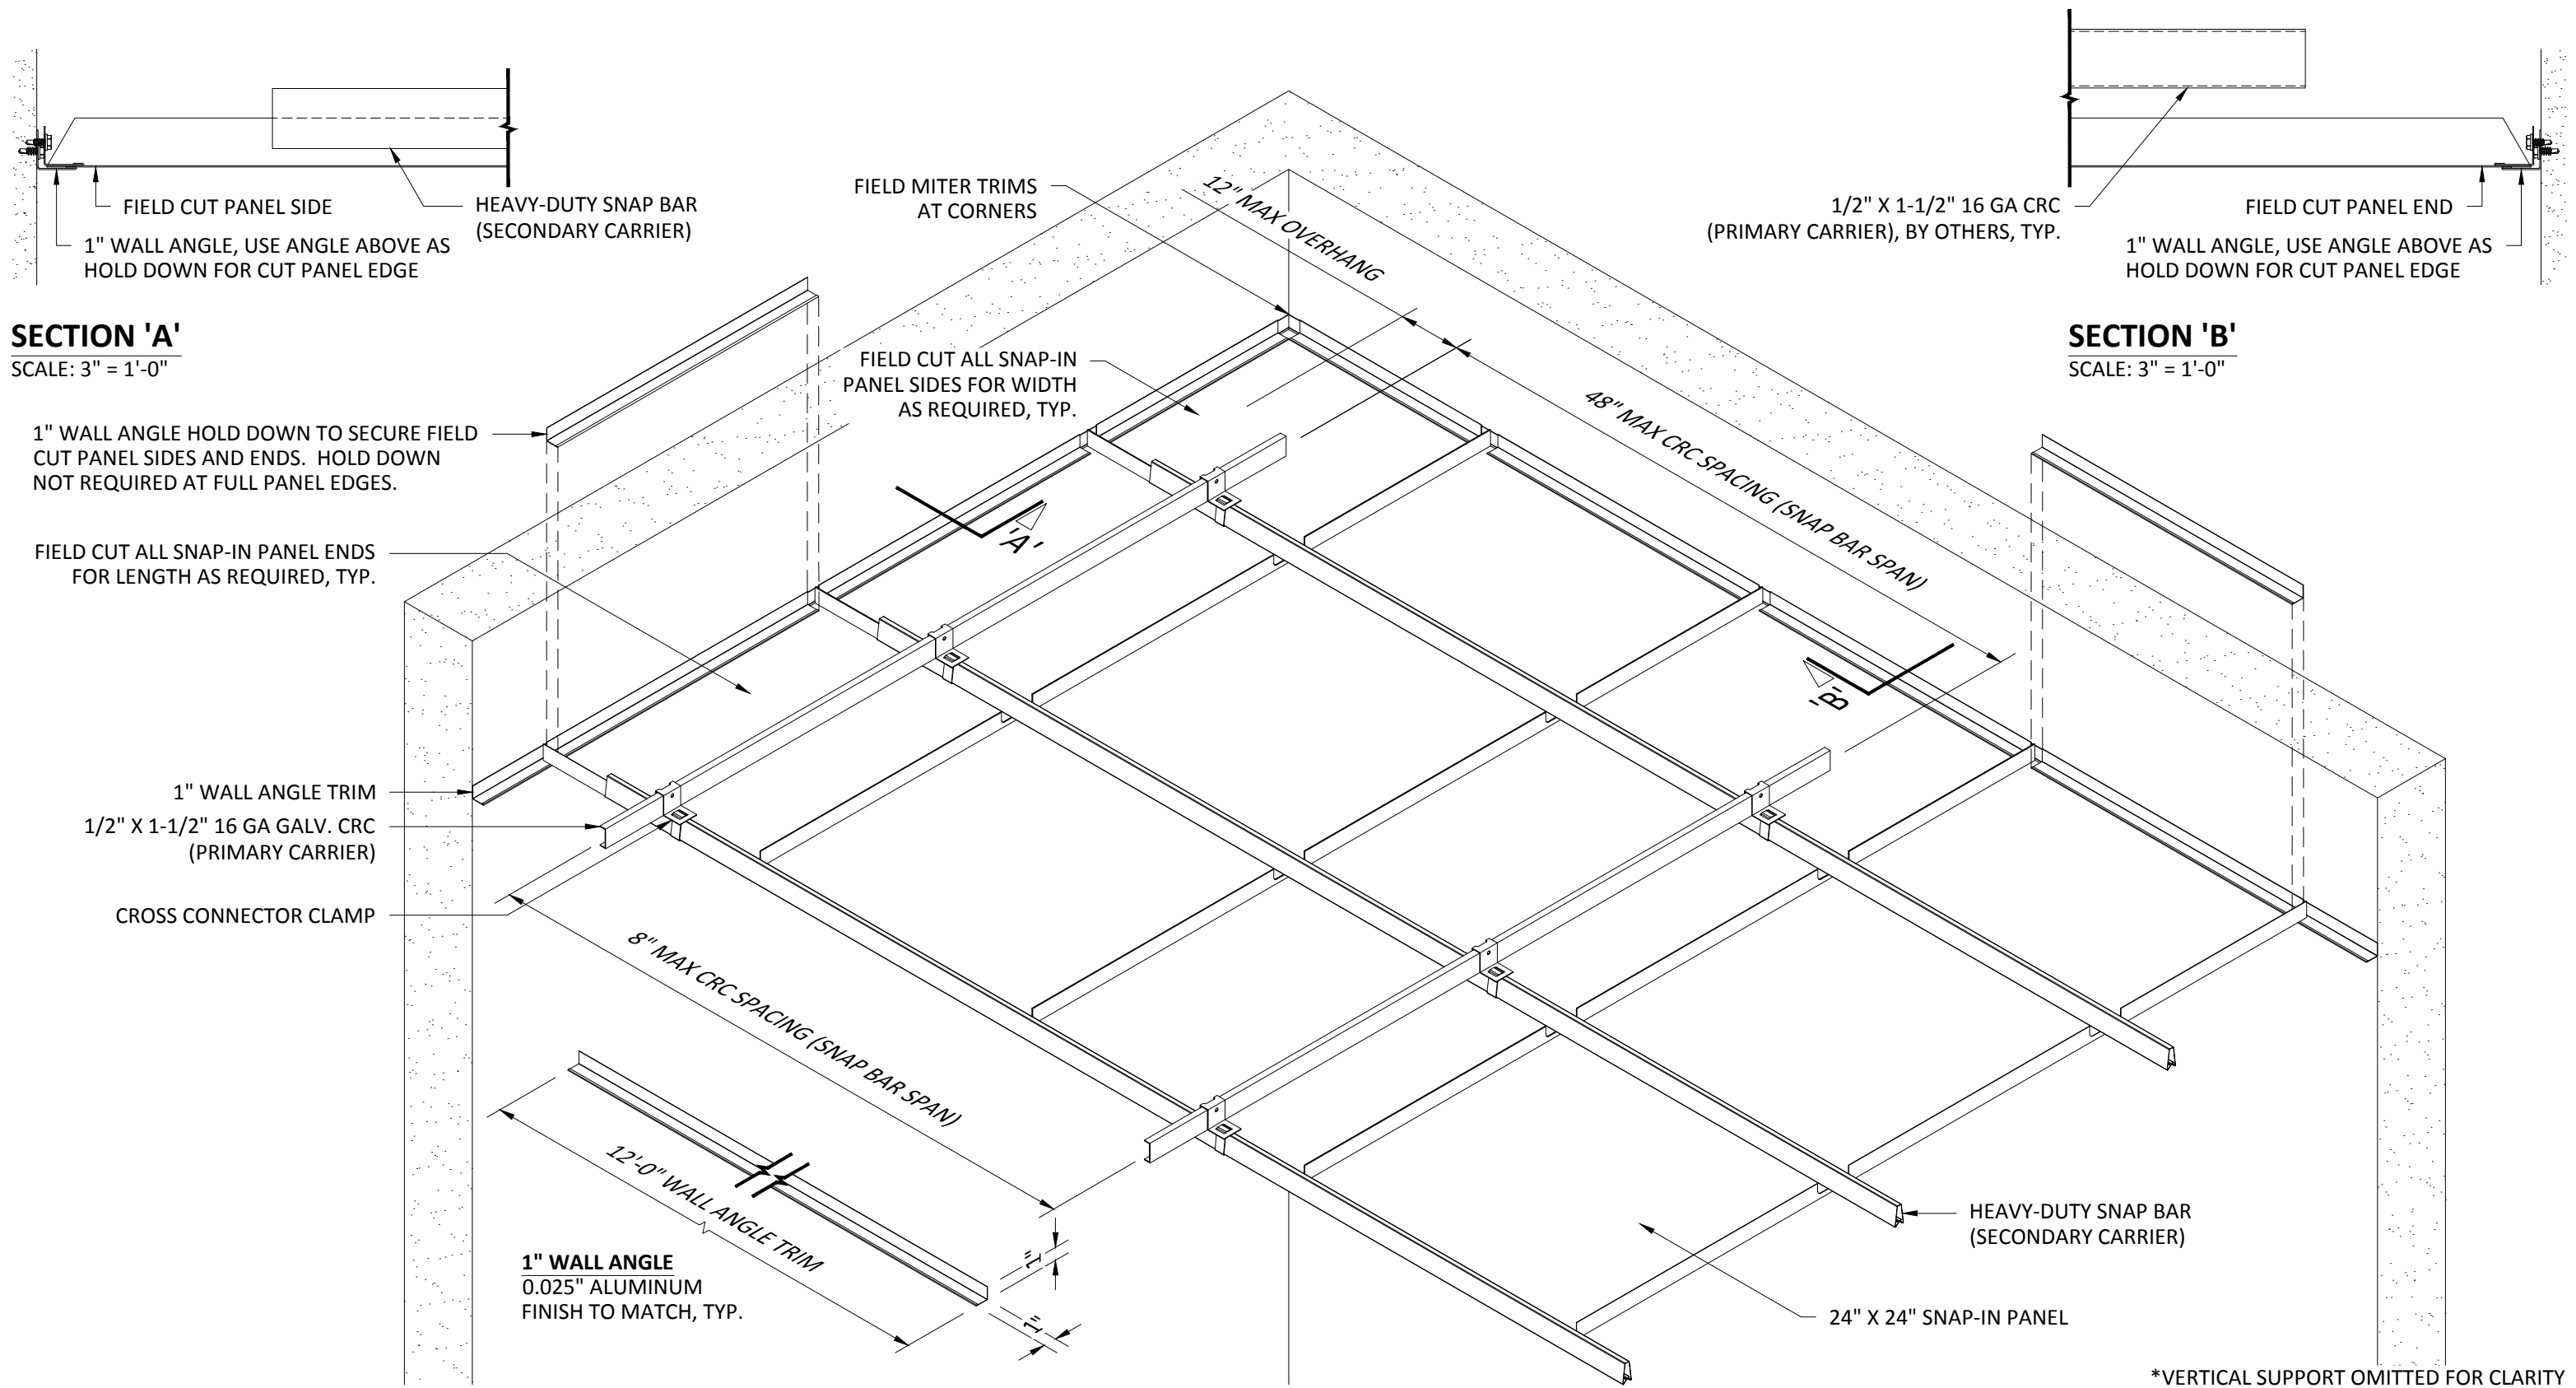 FIELD CUT PANEL SIDE
1" WALL ANGLE, USE ANGLE ABOVE AS
HOLD DOWN FOR CUT PANEL EDGE
HEAVY-DUTY SNAP BAR
(SECONDARY CARRIER)
SECTION 'A'
SCALE: 3" = 1'-0"
1/2" X 1-1/2" 16 GA CRC
(PRIMARY CARRIER), BY OTHERS, TYP.
FIELD CUT PANEL END
1" WALL ANGLE, USE ANGLE ABOVE AS
HOLD DOWN FOR CUT PANEL EDGE
SECTION 'B'
SCALE: 3" = 1'-0"
FIELD MITER TRIMS
AT CORNERS
12" MAX OVERHANG
FIELD CUT ALL SNAP-IN
PANEL SIDES FOR WIDTH
AS REQUIRED, TYP.
48" MAX CRC SPACING (SNAP BAR SPAN)
1" WALL ANGLE HOLD DOWN TO SECURE FIELD
CUT PANEL SIDES AND ENDS.  HOLD DOWN
NOT REQUIRED AT FULL PANEL EDGES.
FIELD CUT ALL SNAP-IN PANEL ENDS
FOR LENGTH AS REQUIRED, TYP.
'A'
'B'
1" WALL ANGLE TRIM
1/2" X 1-1/2" 16 GA GALV. CRC
(PRIMARY CARRIER)
CROSS CONNECTOR CLAMP
8" MAX CRC SPACING (SNAP BAR SPAN)
12'-0" WALL ANGLE TRIM
1"
1"
1" WALL ANGLE
0.025" ALUMINUM
FINISH TO MATCH, TYP.
HEAVY-DUTY SNAP BAR
(SECONDARY CARRIER)
24" X 24" SNAP-IN PANEL
*VERTICAL SUPPORT OMITTED FOR CLARITY